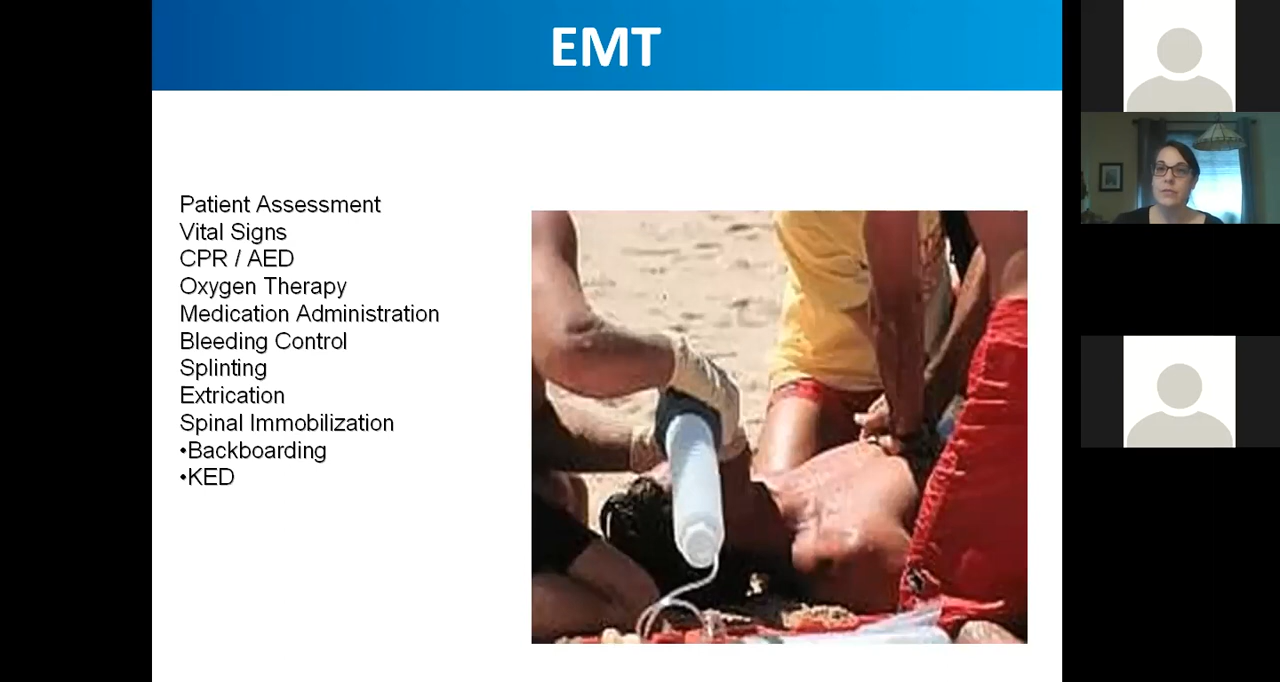 EMT
Patient Assessment
Vital Signs
CPR / AED
Oxygen Therapy
Medication Administration
Bleeding Control
Splinting
Extrication
Spinal Immobilization
•Backboarding
•KED